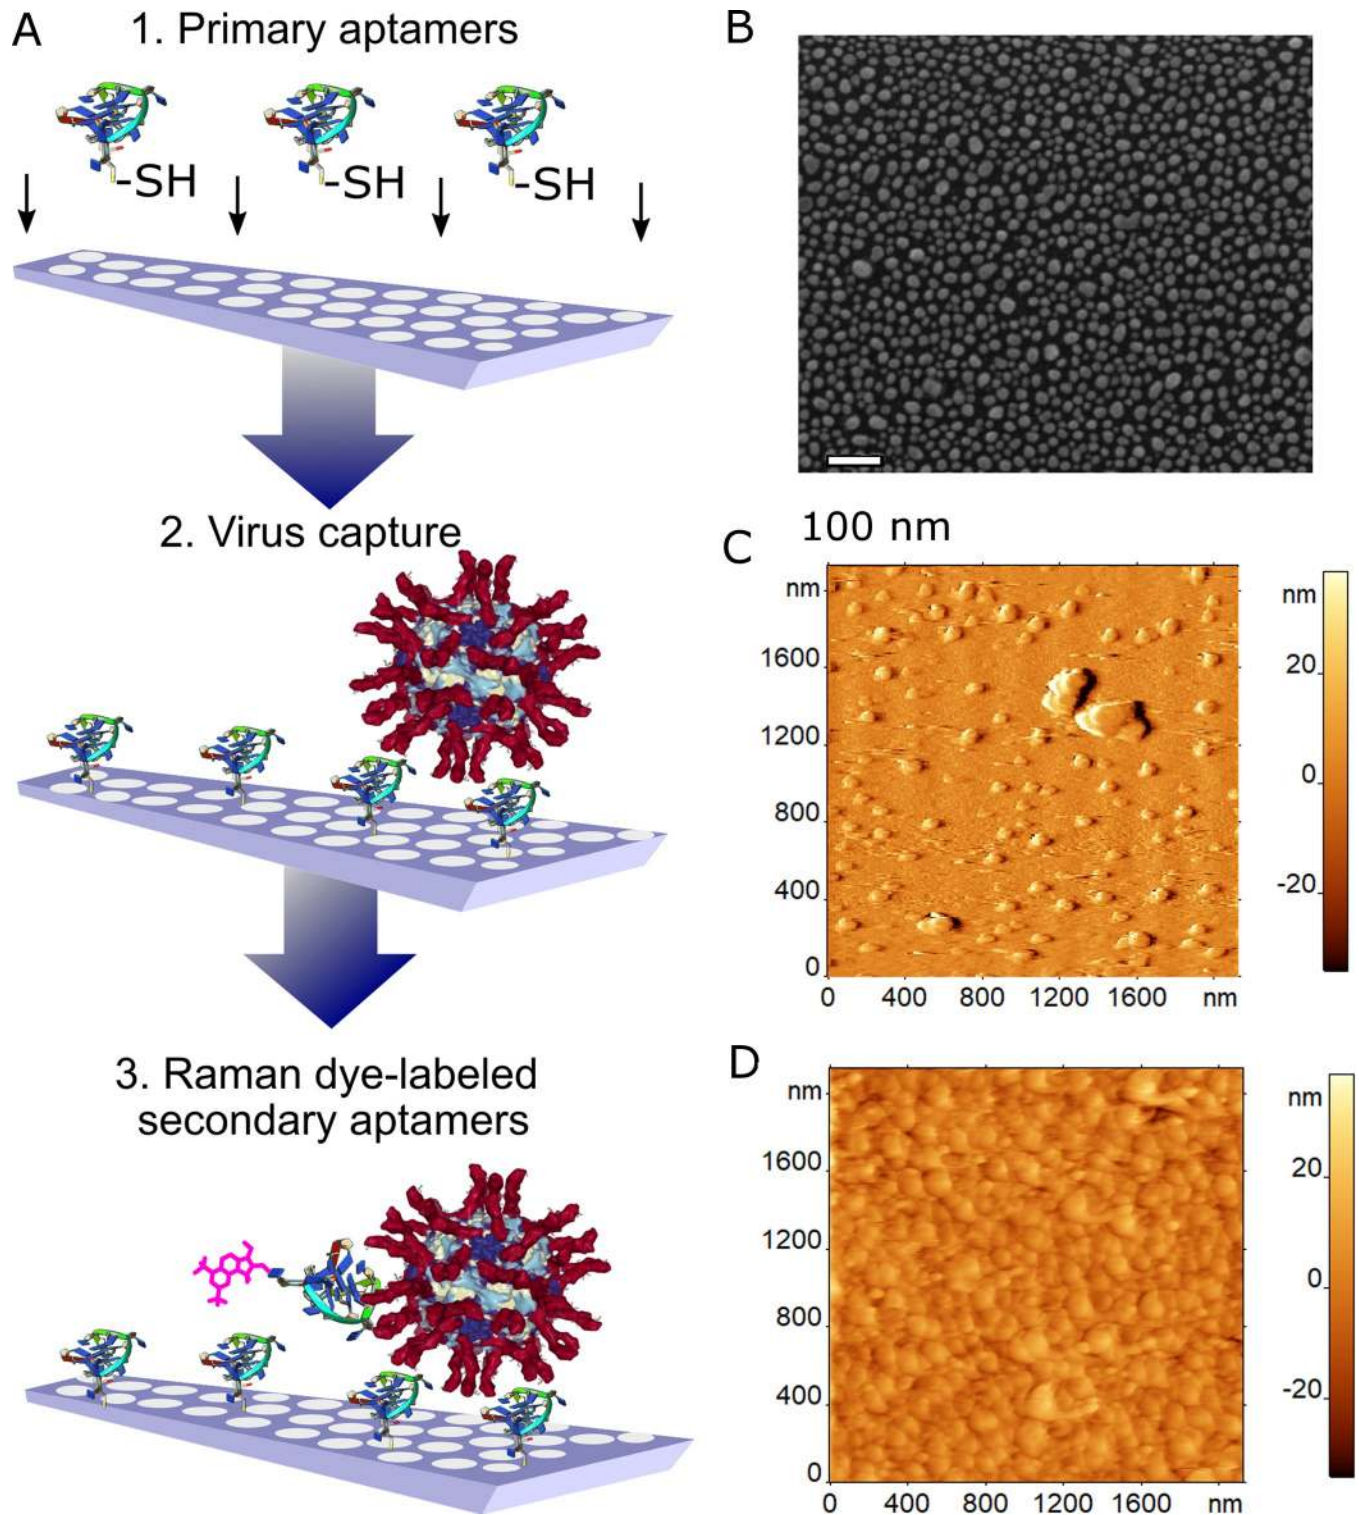 A
1. Primary aptamers
-SH
-SH
-SH
2. Virus capture
3. Raman dye-labeled
secondary aptamers
B
100 nm
C
nm
1600
1200
800
400
0
0 400 800 1200 1600 nm
nm
20
0
-20
D
nm
1600
1200
800
400
0
0 400 800 1200 1600 nm
nm
20
0
-20